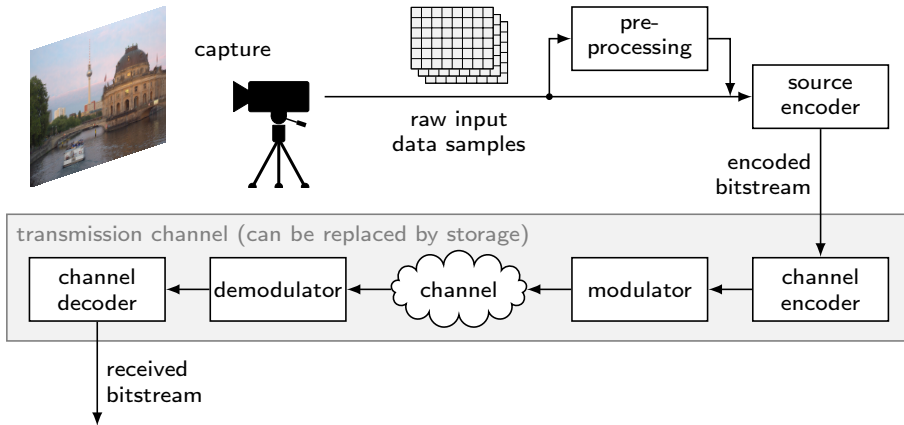 capture
raw input
data samples
pre-
processing
source
encoder
encoded
bitstream
transmission channel (can be replaced by storage)
channel
decoder
demodulator
channel
modulator
channel
encoder
received
bitstream